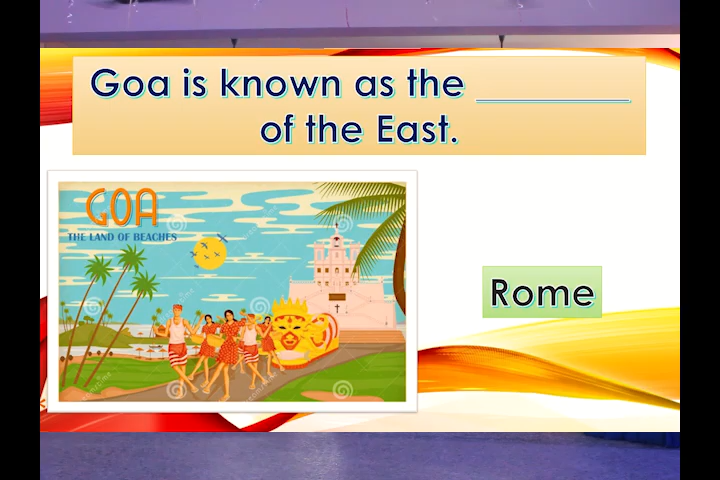 Goa is known as the ________
of the East.
GOA
THE LAND OF BEACHES
Rome